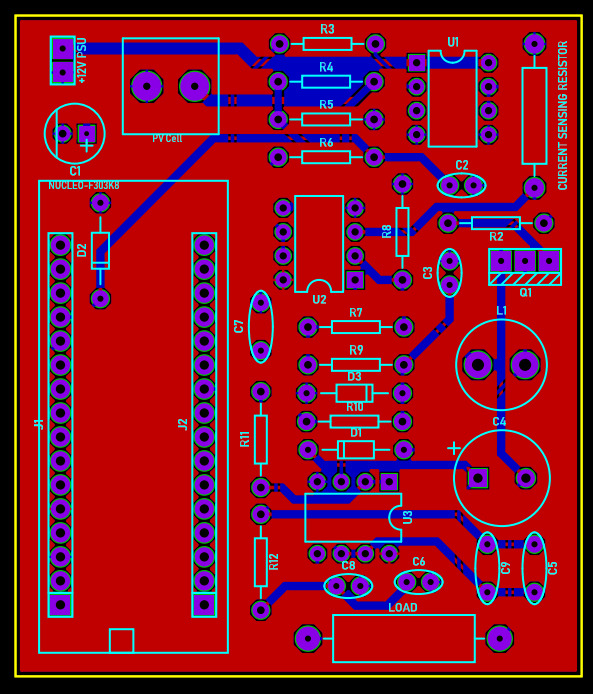 R3
+12V PSU
U1
R4
CURRENT SENSING RESISTOR
R5
PV Cell
R6
C1
C2
NUCLEO-F303K8
R8
D2
R2
C3
Q1
U2
L1
R7
C7
R9
D3
R10
C4
J1
J2
R11
D1
U3
R12
C8
C6
C9
C5
LOAD